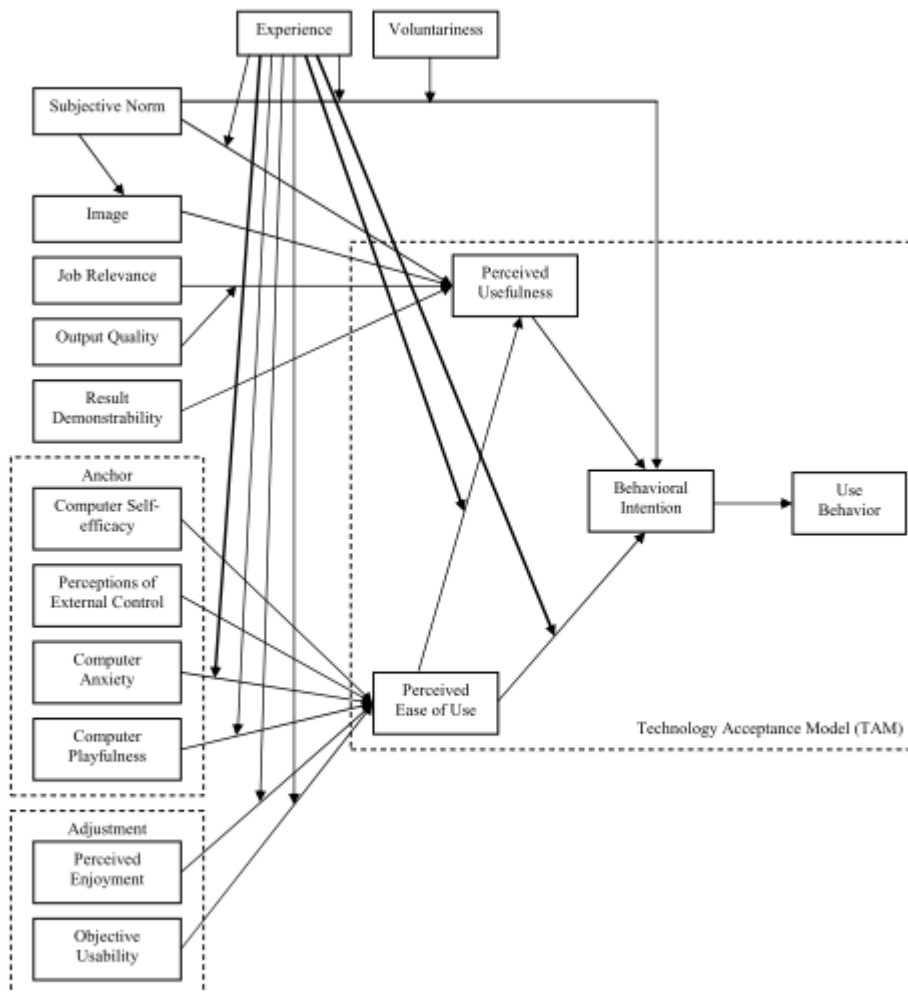 Experience
Voluntariness
Subjective Norm
Image
Job Relevance
Output Quality
Result
Demonstrability
Perceived
Usefulness
Anchor
Computer Self-
efficacy
Perceptions of
External Control
Computer
Anxiety
Computer
Playfulness
Behavioral
Intention
Use
Behavior
Perceived
Ease of Use
Technology Acceptance Model (TAM)
Adjustment
Perceived
Enjoyment
Objective
Usability